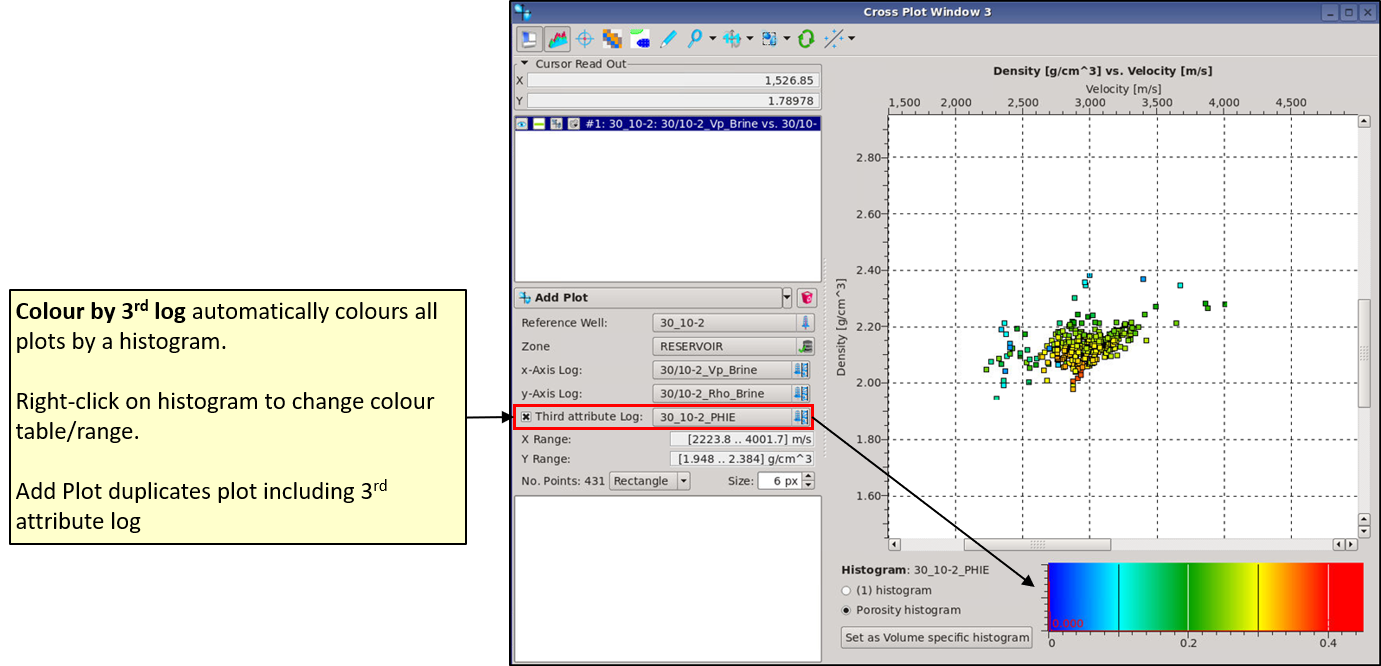 Colour by 3rd log automatically colours all
plots by a histogram.
Right-click on histogram to change colour
table/range.
Add Plot duplicates plot including 3rd
attribute log
Cross Plot Window 3
Cursor Read Out
X 1,526.85
Y 1.78978
#1: 30_10-2: 30/10-2_Vp_Brine vs. 30/10-
Add Plot
Reference Well: 30_10-2
Zone RESERVOIR
x-Axis Log: 30/10-2_Vp_Brine
y-Axis Log: 30/10-2_Rho_Brine
Third attribute Log: 30_10-2_PHIE
X Range: [2223.8 .. 4001.7] m/s
Y Range: [1.948 .. 2.384] g/cm^3
No. Points: 431 Rectangle Size: 6 px
Density [g/cm^3] vs. Velocity [m/s]
Velocity [m/s]
1,500 2,000 2,500 3,000 3,500 4,000 4,500
Density [g/cm^3]
2.80
2.60
2.40
2.20
2.00
1.80
1.60
Histogram: 30_10-2_PHIE
(1) histogram
Porosity histogram
Set as Volume specific histogram
0.000
0 0.2 0.4